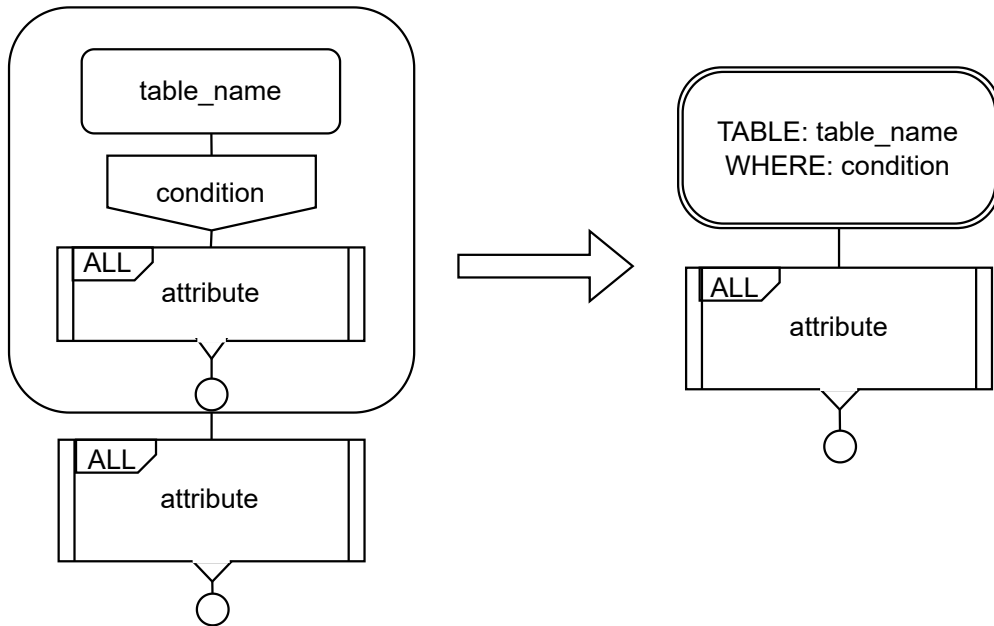 table_name
condition
ALL
attribute
ALL
attribute
TABLE: table_name
WHERE: condition
ALL
attribute